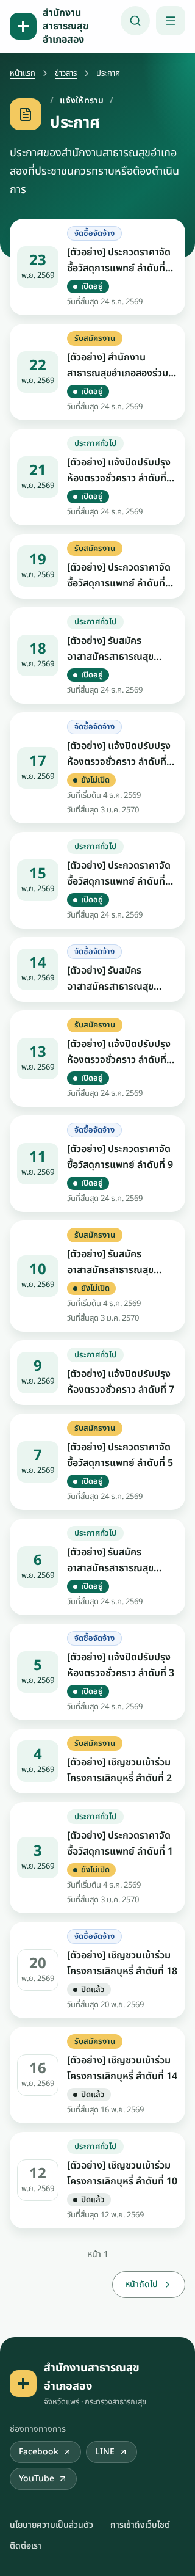 สำนักงาน
สาธารณสุข
อำเภอสอง
หน้าแรก > ข่าวสาร > ประกาศ
/ แจ้งให้ทราบ /
ประกาศ
ประกาศของสำนักงานสาธารณสุขอำเภอ
สองที่ประชาชนควรทราบหรือต้องดำเนิน
การ
จัดซื้อจัดจ้าง
23
พ.ย. 2569
[ตัวอย่าง] ประกวดราคาจัด
ซื้อวัสดุการแพทย์ ลำดับที่…
เปิดอยู่
วันที่สิ้นสุด 24 ธ.ค. 2569
รับสมัครงาน
22
พ.ย. 2569
[ตัวอย่าง] สำนักงาน
สาธารณสุขอำเภอสองร่วม…
เปิดอยู่
วันที่สิ้นสุด 24 ธ.ค. 2569
ประกาศทั่วไป
21
พ.ย. 2569
[ตัวอย่าง] แจ้งปิดปรับปรุง
ห้องตรวจชั่วคราว ลำดับที่…
เปิดอยู่
วันที่สิ้นสุด 24 ธ.ค. 2569
รับสมัครงาน
19
พ.ย. 2569
[ตัวอย่าง] ประกวดราคาจัด
ซื้อวัสดุการแพทย์ ลำดับที่…
ประกาศทั่วไป
18
พ.ย. 2569
[ตัวอย่าง] รับสมัคร
อาสาสมัครสาธารณสุข…
เปิดอยู่
วันที่สิ้นสุด 24 ธ.ค. 2569
จัดซื้อจัดจ้าง
17
พ.ย. 2569
[ตัวอย่าง] แจ้งปิดปรับปรุง
ห้องตรวจชั่วคราว ลำดับที่…
ยังไม่เปิด
วันที่เริ่มต้น 4 ธ.ค. 2569
วันที่สิ้นสุด 3 ม.ค. 2570
ประกาศทั่วไป
15
พ.ย. 2569
[ตัวอย่าง] ประกวดราคาจัด
ซื้อวัสดุการแพทย์ ลำดับที่…
เปิดอยู่
วันที่สิ้นสุด 24 ธ.ค. 2569
จัดซื้อจัดจ้าง
14
พ.ย. 2569
[ตัวอย่าง] รับสมัคร
อาสาสมัครสาธารณสุข…
รับสมัครงาน
13
พ.ย. 2569
[ตัวอย่าง] แจ้งปิดปรับปรุง
ห้องตรวจชั่วคราว ลำดับที่…
เปิดอยู่
วันที่สิ้นสุด 24 ธ.ค. 2569
จัดซื้อจัดจ้าง
11
พ.ย. 2569
[ตัวอย่าง] ประกวดราคาจัด
ซื้อวัสดุการแพทย์ ลำดับที่ 9
เปิดอยู่
วันที่สิ้นสุด 24 ธ.ค. 2569
รับสมัครงาน
10
พ.ย. 2569
[ตัวอย่าง] รับสมัคร
อาสาสมัครสาธารณสุข…
ยังไม่เปิด
วันที่เริ่มต้น 4 ธ.ค. 2569
วันที่สิ้นสุด 3 ม.ค. 2570
ประกาศทั่วไป
9
พ.ย. 2569
[ตัวอย่าง] แจ้งปิดปรับปรุง
ห้องตรวจชั่วคราว ลำดับที่ 7
รับสมัครงาน
7
พ.ย. 2569
[ตัวอย่าง] ประกวดราคาจัด
ซื้อวัสดุการแพทย์ ลำดับที่ 5
เปิดอยู่
วันที่สิ้นสุด 24 ธ.ค. 2569
ประกาศทั่วไป
6
พ.ย. 2569
[ตัวอย่าง] รับสมัคร
อาสาสมัครสาธารณสุข…
เปิดอยู่
วันที่สิ้นสุด 24 ธ.ค. 2569
จัดซื้อจัดจ้าง
5
พ.ย. 2569
[ตัวอย่าง] แจ้งปิดปรับปรุง
ห้องตรวจชั่วคราว ลำดับที่ 3
เปิดอยู่
วันที่สิ้นสุด 24 ธ.ค. 2569
รับสมัครงาน
4
พ.ย. 2569
[ตัวอย่าง] เชิญชวนเข้าร่วม
โครงการเลิกบุหรี่ ลำดับที่ 2
ประกาศทั่วไป
3
พ.ย. 2569
[ตัวอย่าง] ประกวดราคาจัด
ซื้อวัสดุการแพทย์ ลำดับที่ 1
ยังไม่เปิด
วันที่เริ่มต้น 4 ธ.ค. 2569
วันที่สิ้นสุด 3 ม.ค. 2570
จัดซื้อจัดจ้าง
20
พ.ย. 2569
[ตัวอย่าง] เชิญชวนเข้าร่วม
โครงการเลิกบุหรี่ ลำดับที่ 18
ปิดแล้ว
วันที่สิ้นสุด 20 พ.ย. 2569
รับสมัครงาน
16
พ.ย. 2569
[ตัวอย่าง] เชิญชวนเข้าร่วม
โครงการเลิกบุหรี่ ลำดับที่ 14
ปิดแล้ว
วันที่สิ้นสุด 16 พ.ย. 2569
ประกาศทั่วไป
12
พ.ย. 2569
[ตัวอย่าง] เชิญชวนเข้าร่วม
โครงการเลิกบุหรี่ ลำดับที่ 10
ปิดแล้ว
วันที่สิ้นสุด 12 พ.ย. 2569
หน้า 1
หน้าถัดไป
สำนักงานสาธารณสุข
อำเภอสอง
จังหวัดแพร่ · กระทรวงสาธารณสุข
ช่องทางทางการ
Facebook LINE
YouTube
นโยบายความเป็นส่วนตัว การเข้าถึงเว็บไซต์
ติดต่อเรา